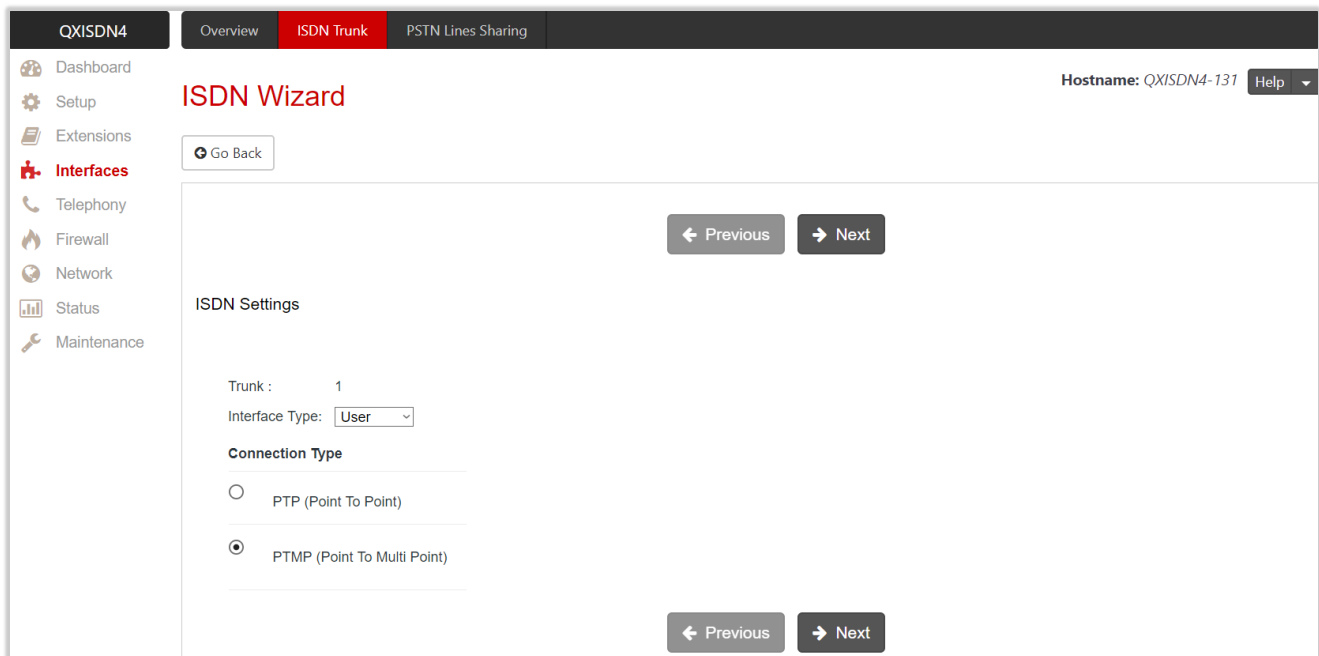 QXISDN4
Overview ISDN Trunk PSTN Lines Sharing
Dashboard
Setup
Extensions
Interfaces
Telephony
Firewall
Network
Status
Maintenance
Hostname: QXISDN4-131 Help
ISDN Wizard
Go Back
Previous Next
ISDN Settings
Trunk : 1
Interface Type: User
Connection Type
PTP (Point To Point)
PTMP (Point To Multi Point)
Previous Next